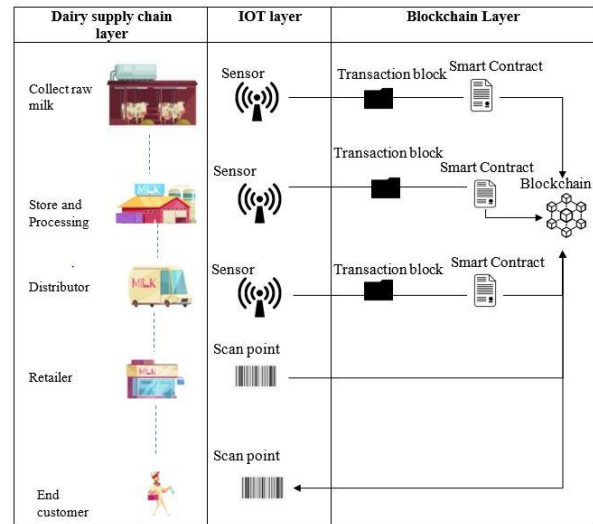 Dairy supply chain
layer
IOT layer
Blockchain Layer
Collect raw
milk
Sensor
Transaction block
Smart Contract
Store and
Processing
MILK
Sensor
Transaction block
Smart Contract
Blockchain
Distributor
MILK
Sensor
Transaction block
Smart Contract
Retailer
MILK
Scan point
End
customer
Scan point